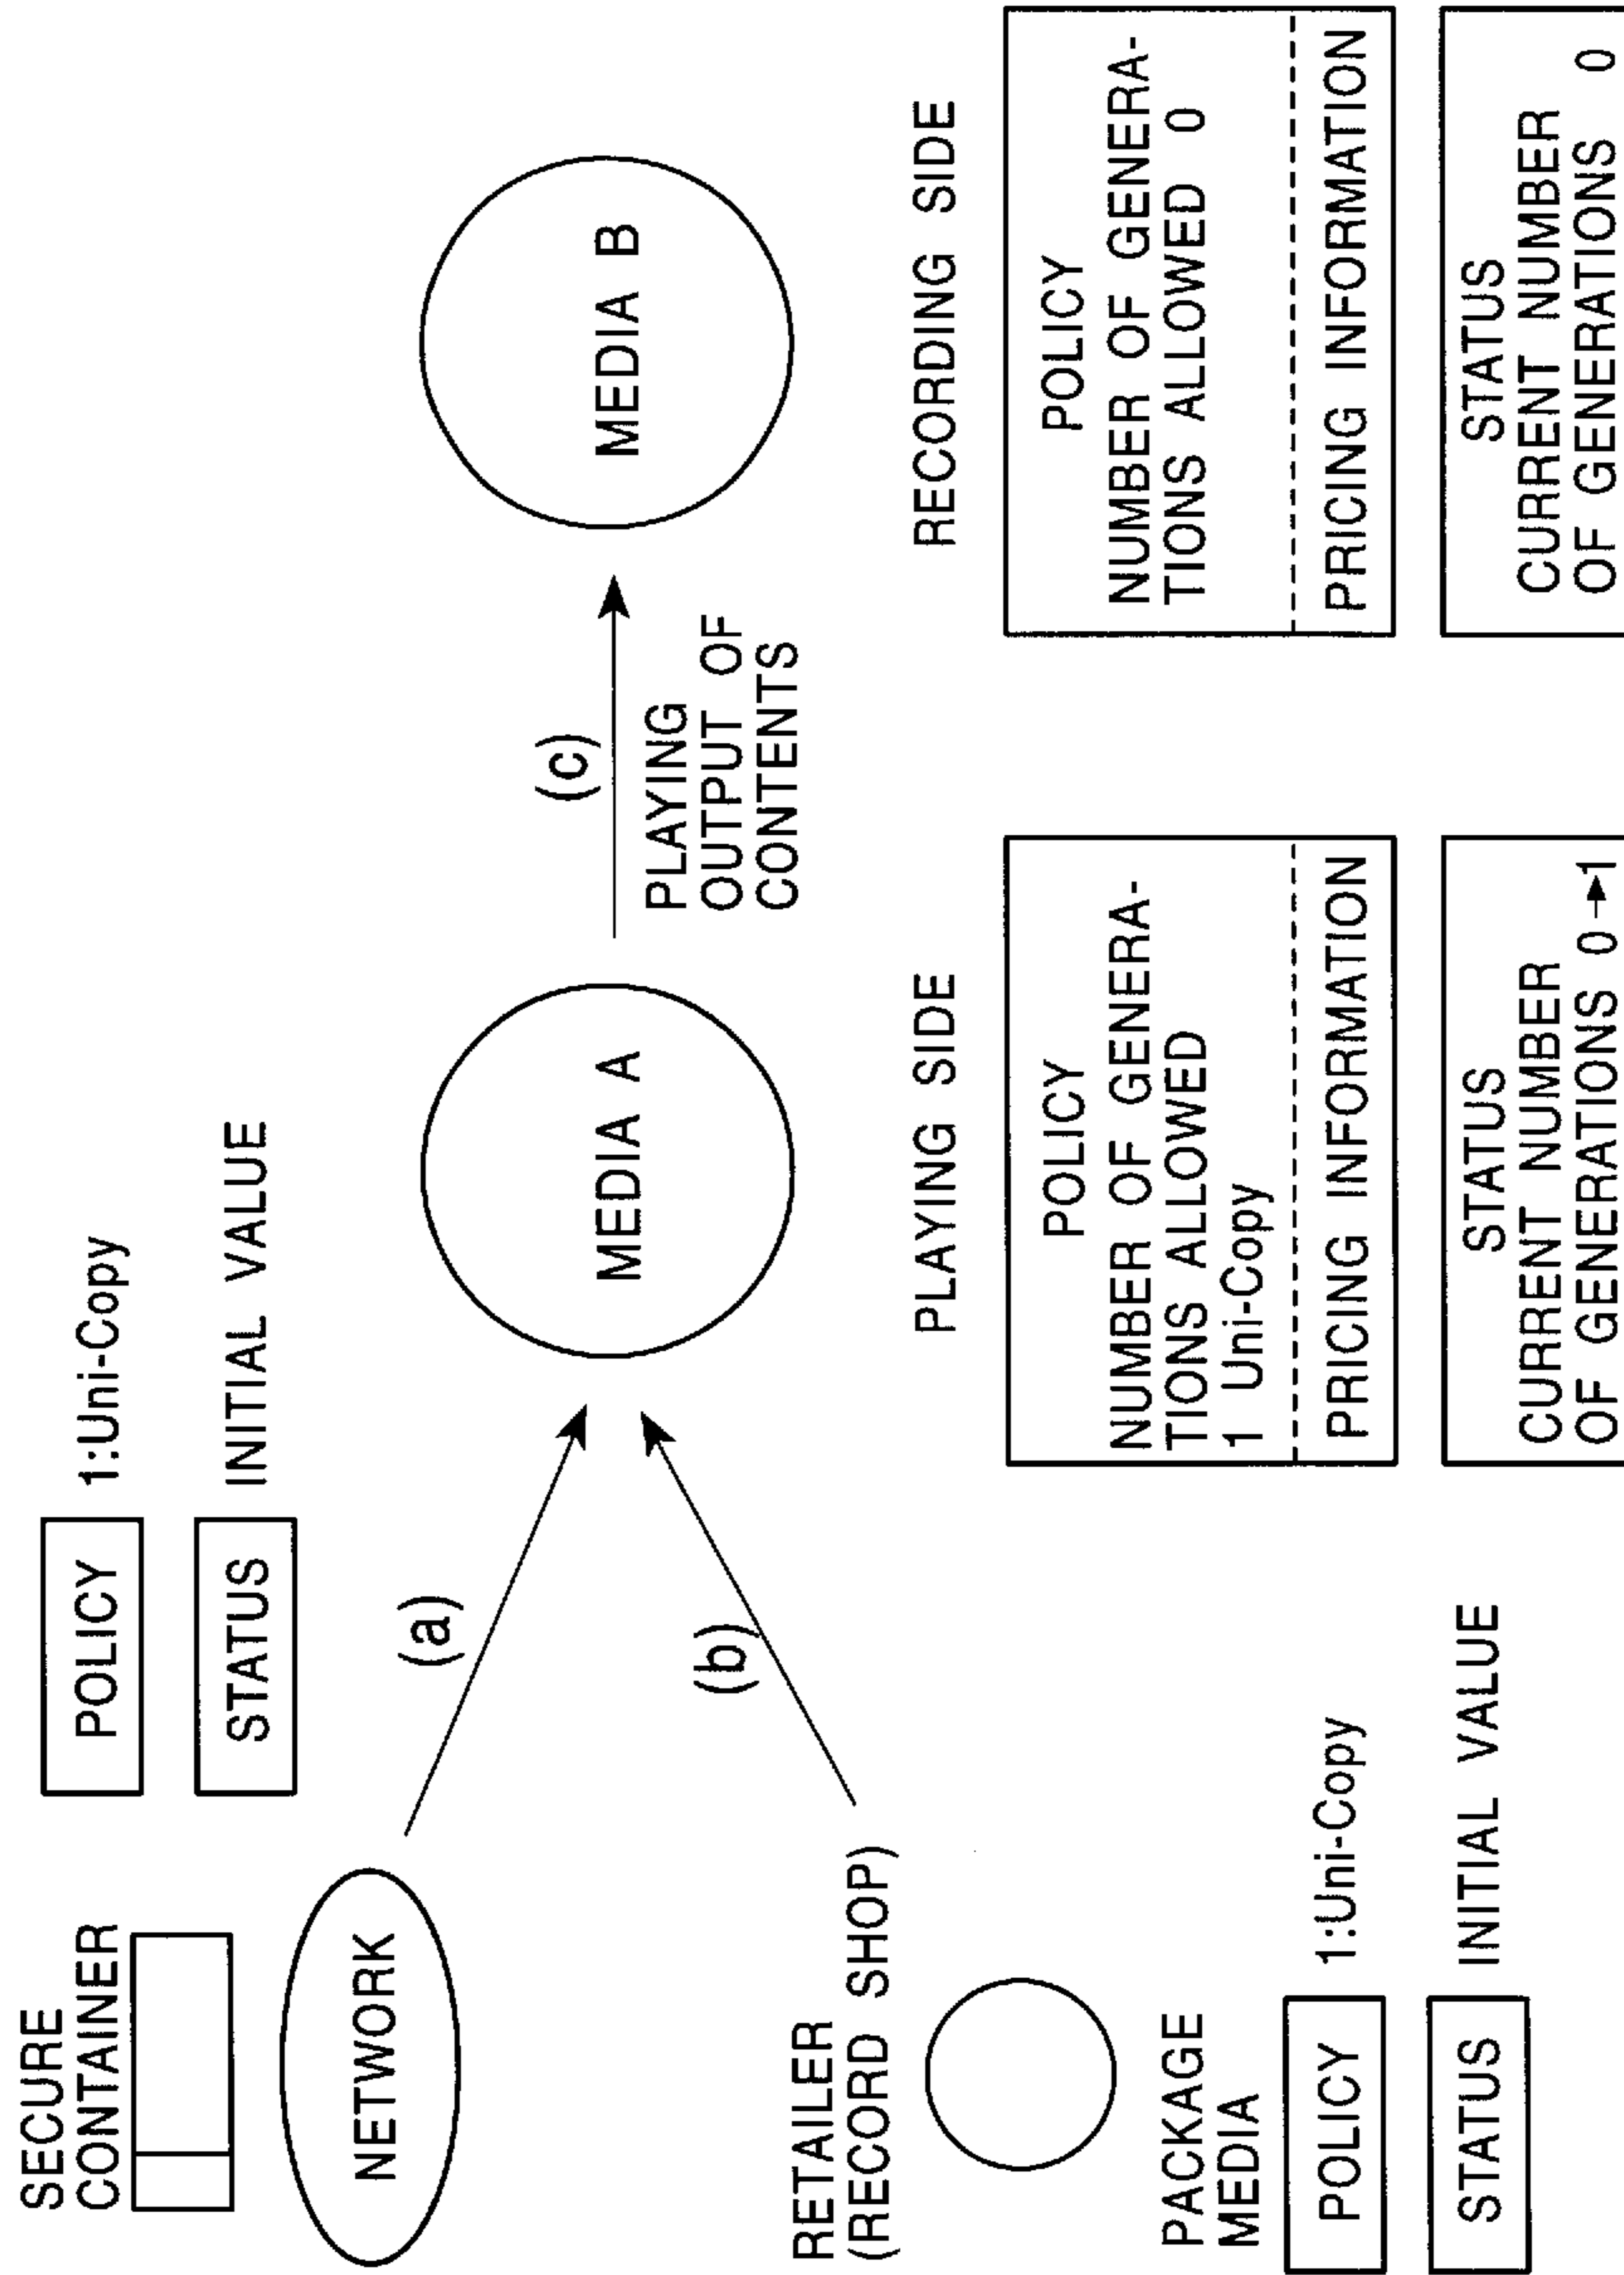 SECURE
CONTAINER
NETWORK
POLICY
1:Uni-Copy
STATUS
INITIAL VALUE
(a)
RETAILER
(RECORD SHOP)
(b)
PACKAGE
MEDIA
POLICY
1:Uni-Copy
STATUS
INITIAL VALUE
MEDIA A
(c)
PLAYING
OUTPUT OF
CONTENTS
MEDIA B
PLAYING SIDE
POLICY
NUMBER OF GENERA-
TIONS ALLOWED
1 Uni-Copy
PRICING INFORMATION
STATUS
CURRENT NUMBER
OF GENERATIONS 0→1
RECORDING SIDE
POLICY
NUMBER OF GENERA-
TIONS ALLOWED 0
PRICING INFORMATION
STATUS
CURRENT NUMBER
OF GENERATIONS 0